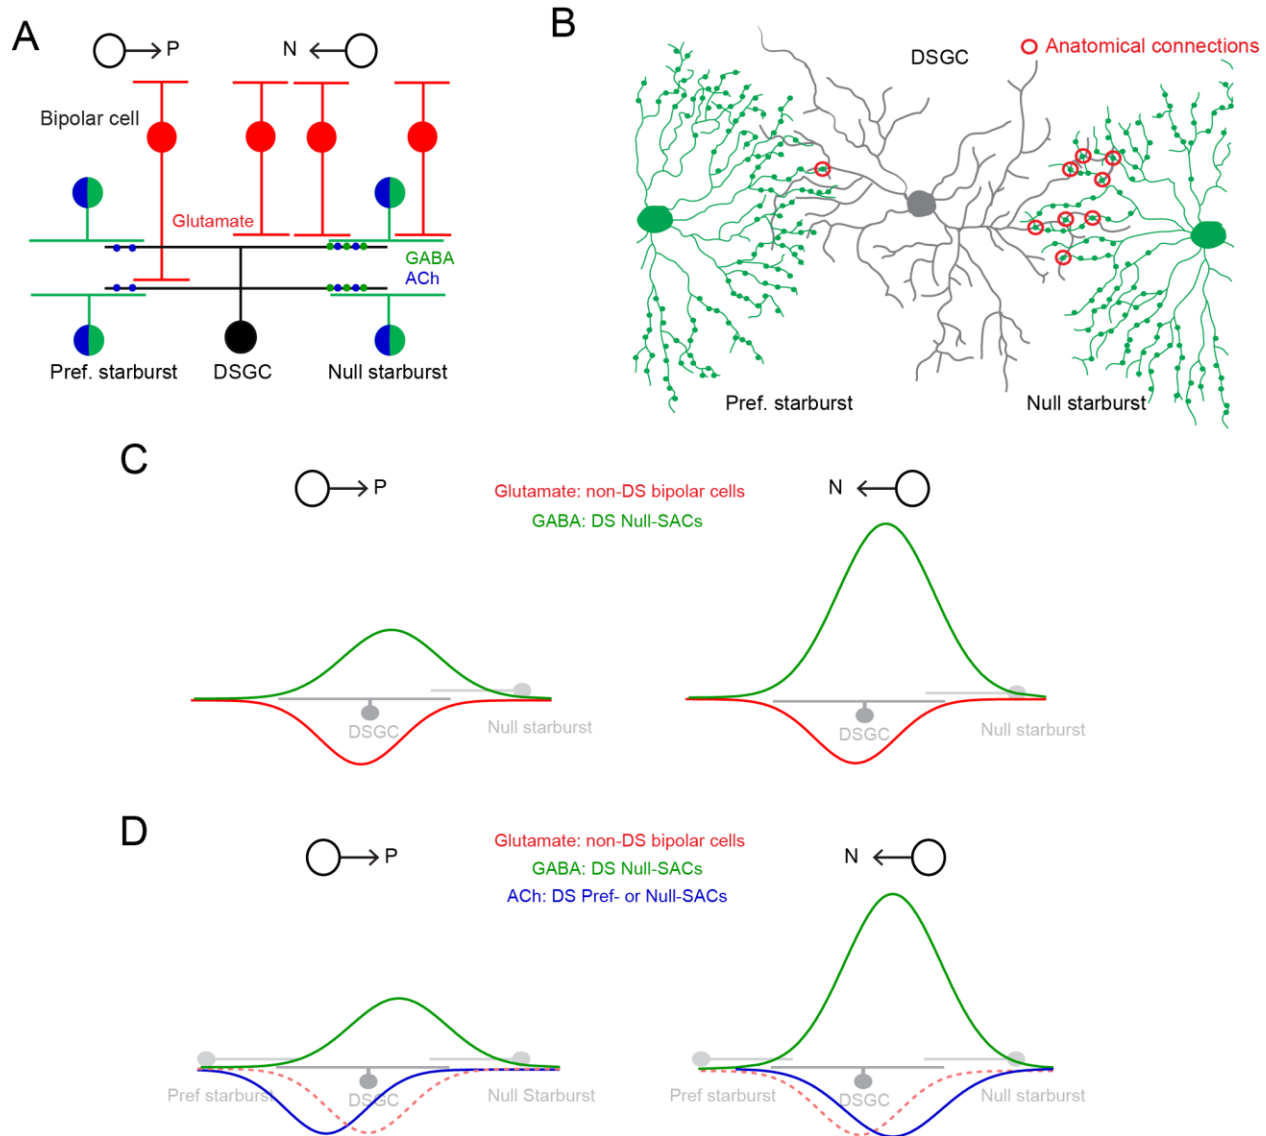 A
P
N
Bipolar cell
Glutamate
GABA
ACh
Pref. starburst
DSGC
Null starburst
B
DSGC
Anatomical connections
Pref. starburst
Null starburst
C
P
Glutamate: non-DS bipolar cells
GABA: DS Null-SACs
N
DSGC
Null starburst
DSGC
Null starburst
D
P
Glutamate: non-DS bipolar cells
GABA: DS Null-SACs
ACh: DS Pref- or Null-SACs
N
Pref starburst
DSGC
Null Starburst
Pref starburst
DSGC
Null starburst